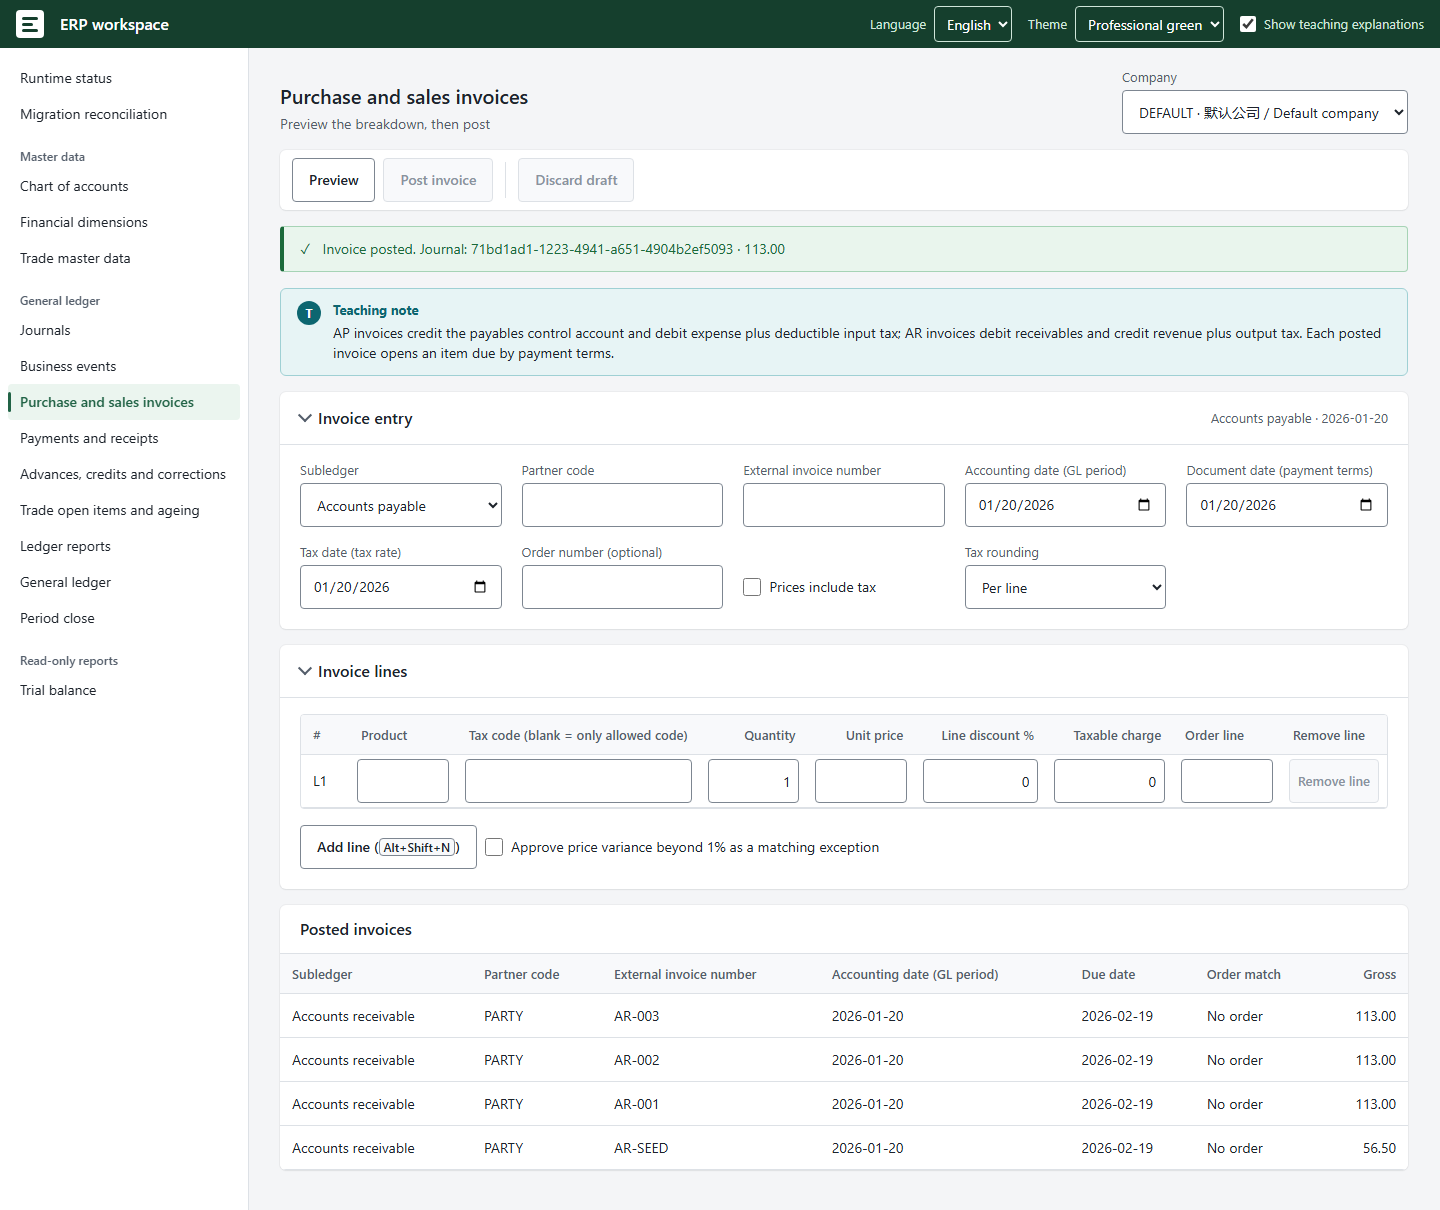 ERP workspace
Language English Theme Professional green Show teaching explanations
Runtime status
Migration reconciliation
Master data
Chart of accounts
Financial dimensions
Trade master data
General ledger
Journals
Business events
Purchase and sales invoices
Payments and receipts
Advances, credits and corrections
Trade open items and ageing
Ledger reports
General ledger
Period close
Read-only reports
Trial balance
Purchase and sales invoices
Preview the breakdown, then post
Company
DEFAULT · 默认公司 / Default company
Preview Post invoice Discard draft
✓ Invoice posted. Journal: 71bd1ad1-1223-4941-a651-4904b2ef5093 · 113.00
T Teaching note
AP invoices credit the payables control account and debit expense plus deductible input tax; AR invoices debit receivables and credit revenue plus output tax. Each posted
invoice opens an item due by payment terms.
Invoice entry Accounts payable · 2026-01-20
Subledger Partner code External invoice number Accounting date (GL period) Document date (payment terms)
Accounts payable 01/20/2026 01/20/2026
Tax date (tax rate) Order number (optional) Tax rounding
01/20/2026 Prices include tax Per line
Invoice lines
# Product Tax code (blank = only allowed code) Quantity Unit price Line discount % Taxable charge Order line Remove line
L1 1 0 0 Remove line
Add line (Alt+Shift+N) Approve price variance beyond 1% as a matching exception
Posted invoices
Subledger Partner code External invoice number Accounting date (GL period) Due date Order match Gross
Accounts receivable PARTY AR-003 2026-01-20 2026-02-19 No order 113.00
Accounts receivable PARTY AR-002 2026-01-20 2026-02-19 No order 113.00
Accounts receivable PARTY AR-001 2026-01-20 2026-02-19 No order 113.00
Accounts receivable PARTY AR-SEED 2026-01-20 2026-02-19 No order 56.50